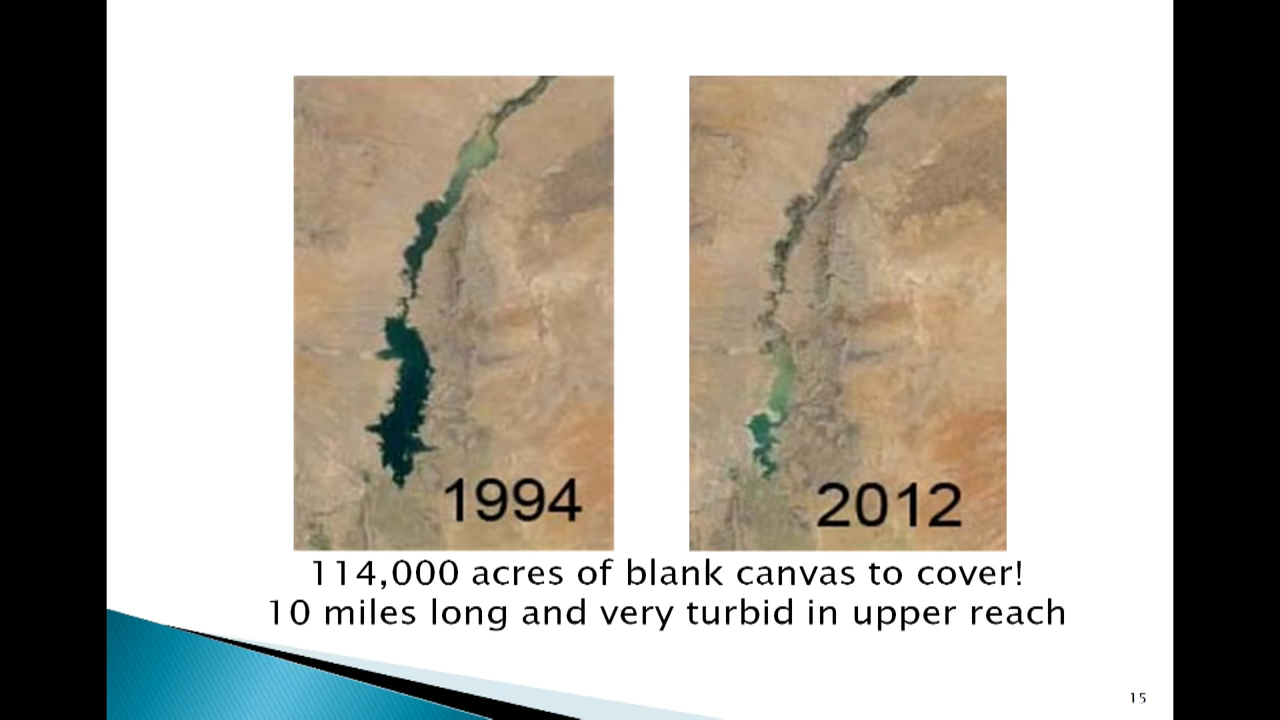 1994
2012
114,000 acres of blank canvas to cover!
10 miles long and very turbid in upper reach
15